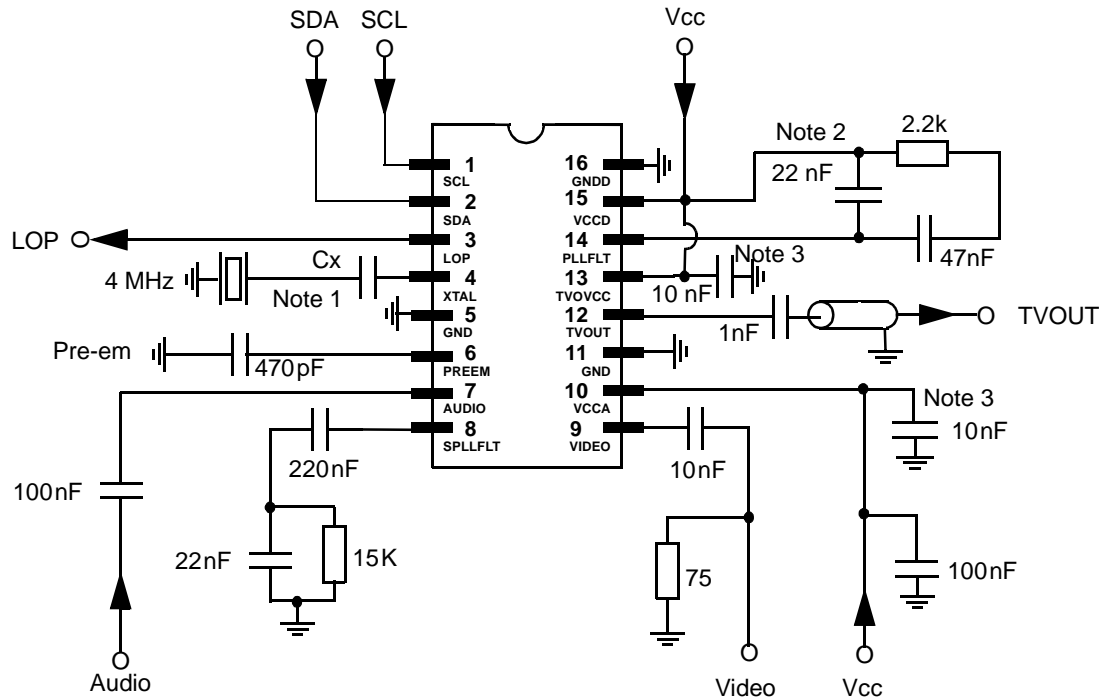 SDA SCL Vcc
Note 2 2.2k
1 16
SCL GNDD
22 nF
2 15
SDA VCCD
LOP 3 14
LOP PLLFLT
47nF
Cx Note 3
4 MHz 4 13 10 nF
Note 1 XTAL TVOVCC
5 12 TVOUT
GND TVOUT 1nF
Pre-em 6 11
470pF PREEM GND
7 10 Note 3
AUDIO VCCA
8 9 10nF
SPLLFLT VIDEO
220nF 10nF
100nF
22nF 15K 75 100nF
Audio Video Vcc